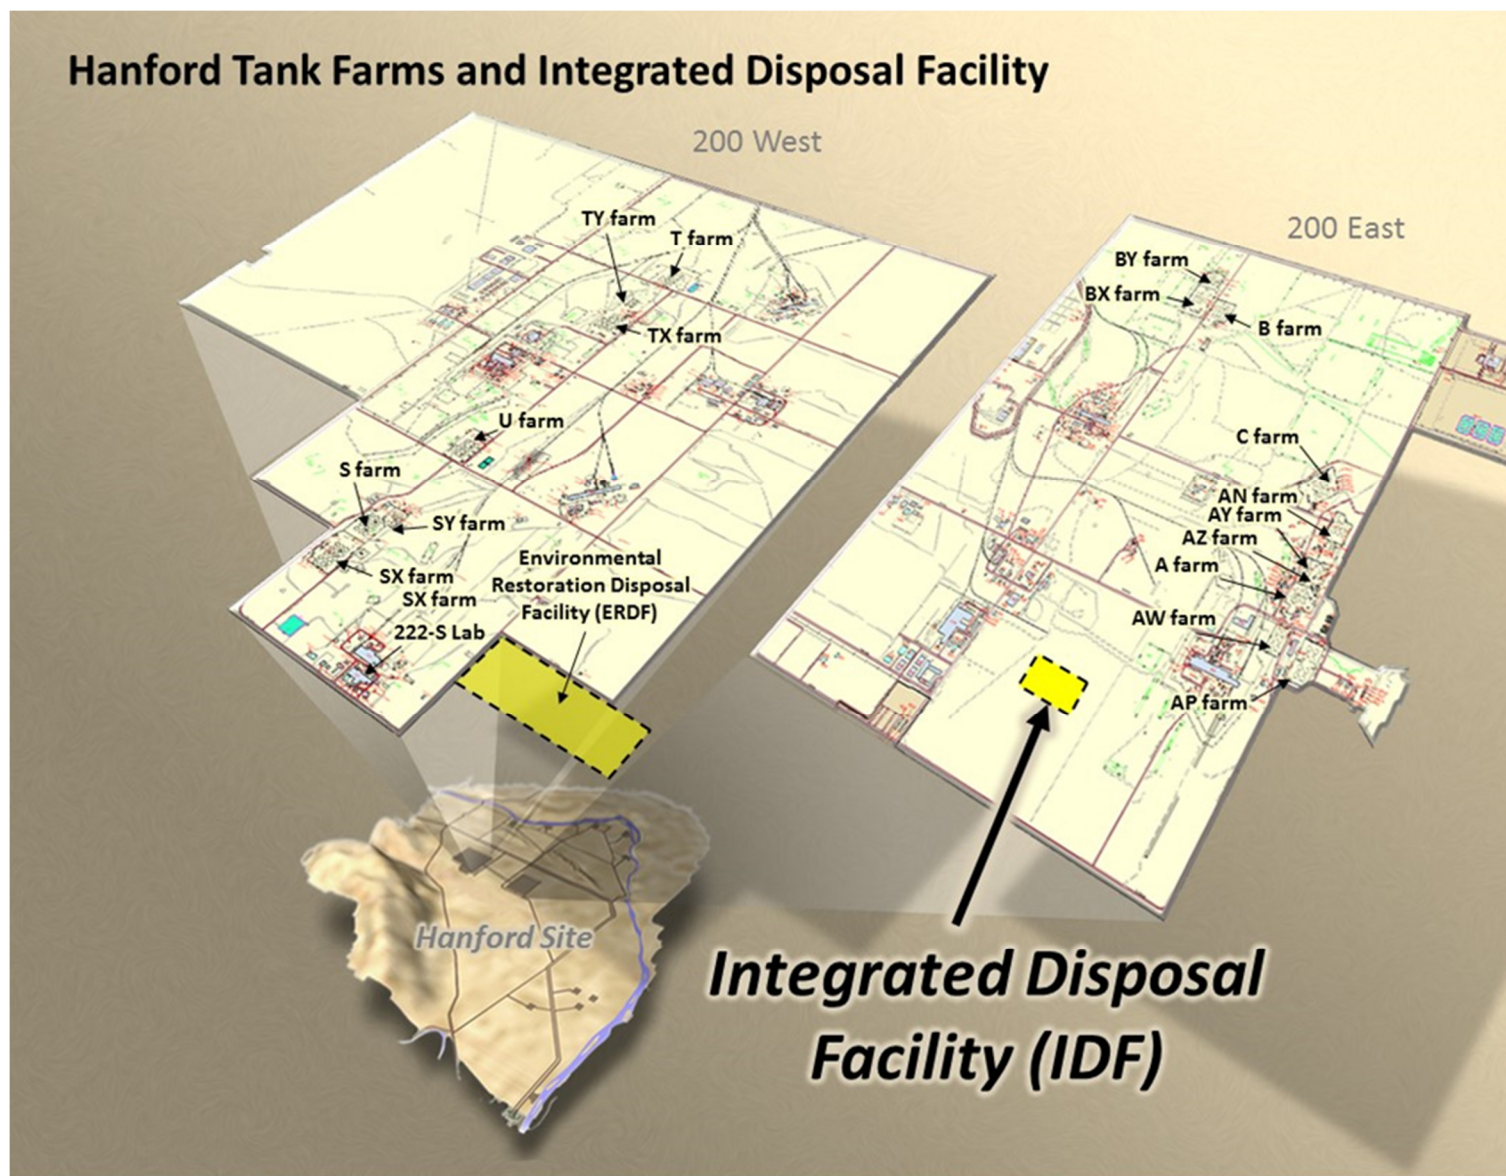 Hanford Tank Farms and Integrated Disposal Facility
200 West
200 East
TY farm
T farm
TX farm
U farm
S farm
SY farm
SX farm
SX farm
222-S Lab
Environmental
Restoration Disposal
Facility (ERDF)
BY farm
BX farm
B farm
C farm
AN farm
AY farm
AZ farm
A farm
AW farm
AP farm
Hanford Site
Integrated Disposal
Facility (IDF)